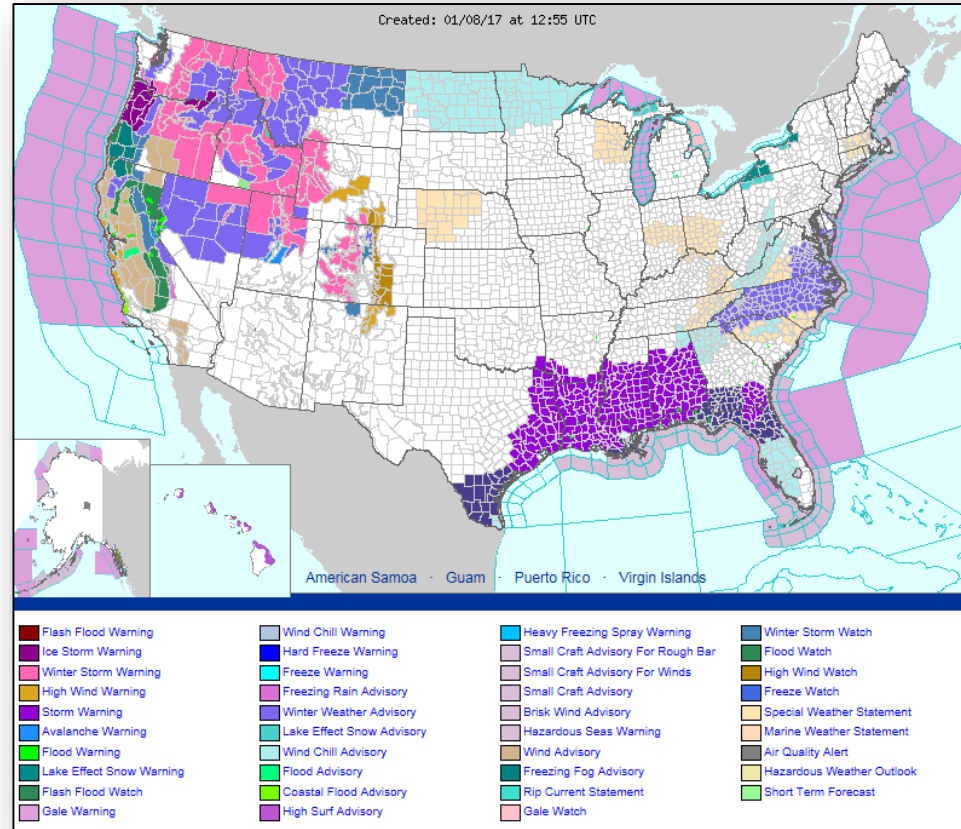 Created: 01/08/17 at 12:55 UTC
American Samoa · Guam · Puerto Rico · Virgin Islands
Flash Flood Warning
Ice Storm Warning
Winter Storm Warning
High Wind Warning
Storm Warning
Avalanche Warning
Flood Warning
Lake Effect Snow Warning
Flash Flood Watch
Gale Warning
Wind Chill Warning
Hard Freeze Warning
Freeze Warning
Freezing Rain Advisory
Winter Weather Advisory
Lake Effect Snow Advisory
Wind Chill Advisory
Flood Advisory
Coastal Flood Advisory
High Surf Advisory
Heavy Freezing Spray Warning
Small Craft Advisory For Rough Bar
Small Craft Advisory For Winds
Small Craft Advisory
Brisk Wind Advisory
Hazardous Seas Warning
Wind Advisory
Freezing Fog Advisory
Rip Current Statement
Gale Watch
Winter Storm Watch
Flood Watch
High Wind Watch
Freeze Watch
Special Weather Statement
Marine Weather Statement
Air Quality Alert
Hazardous Weather Outlook
Short Term Forecast